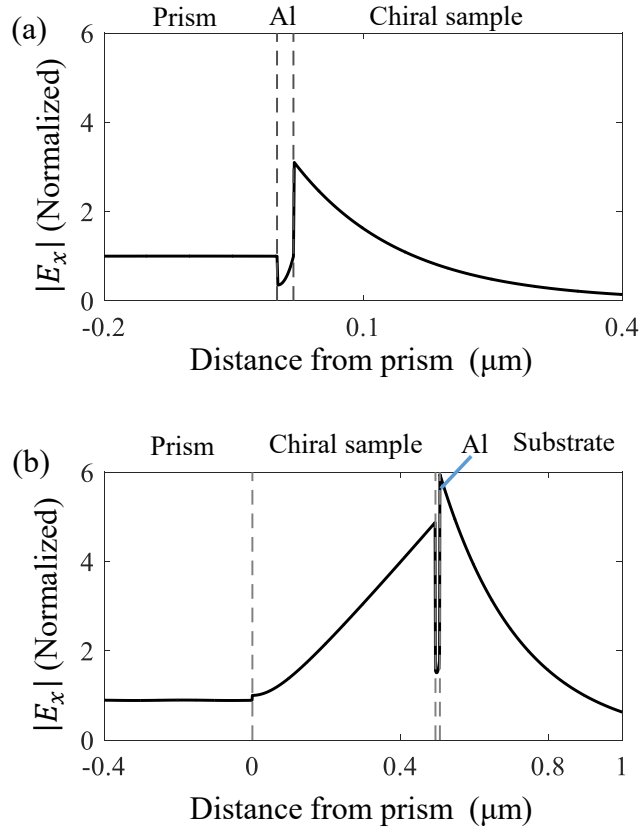 (a)
Prism Al Chiral sample
6
4
2
0
|Eₓ| (Normalized)
-0.2 0.1 0.4
Distance from prism (μm)
(b)
Prism Chiral sample Al Substrate
6
4
2
0
|Eₓ| (Normalized)
-0.4 0 0.5 0.8 1
Distance from prism (μm)